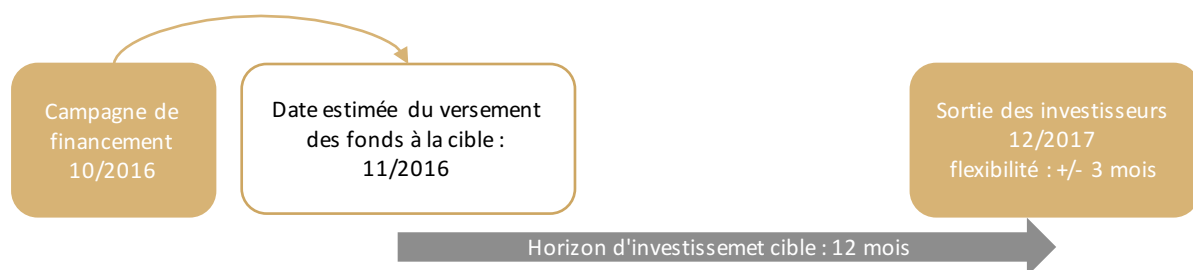 Campagne de
financement
10/2016
Date estimée du versement
des fonds à la cible :
11/2016
Sortie des investisseurs
12/2017
flexibilité : +/- 3 mois
Horizon d'investissemet cible : 12 mois